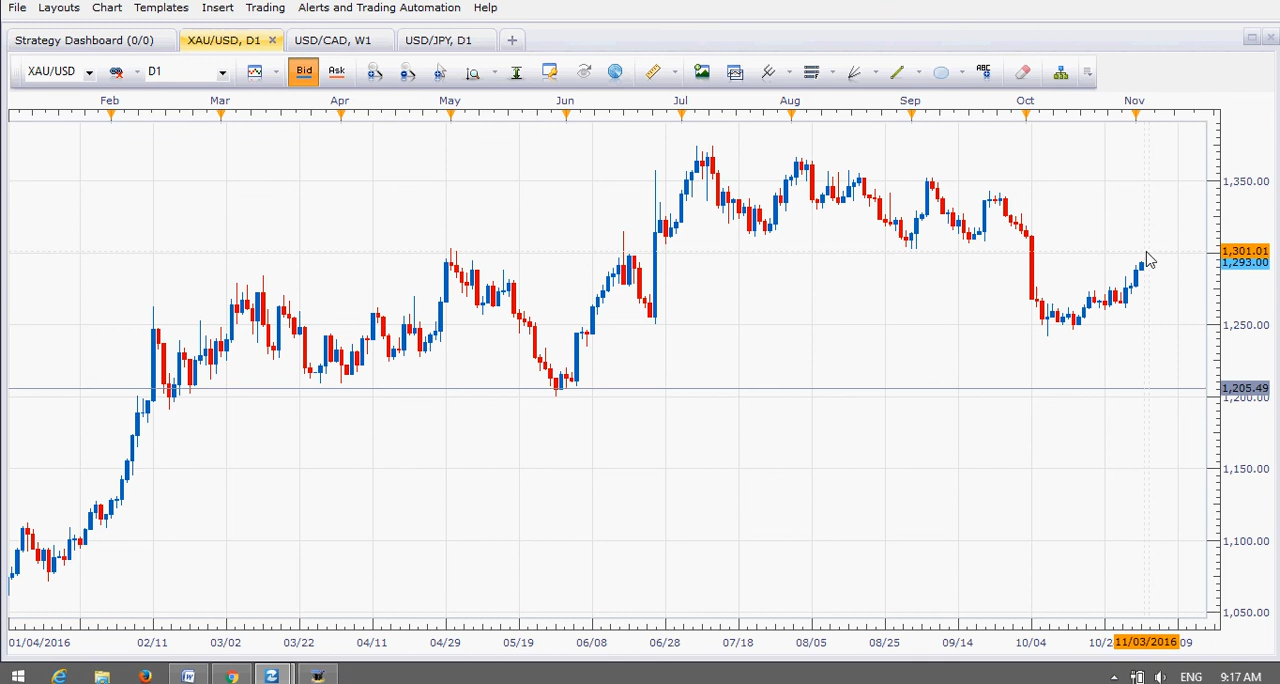 File Layouts Chart Templates Insert Trading Alerts and Trading Automation Help
Strategy Dashboard (0/0) XAU/USD, D1 USD/CAD, W1 USD/JPY, D1
XAU/USD D1 Bid Ask ABC
Feb Mar Apr May Jun Jul Aug Sep Oct Nov
1,350.00
1,301.01
1,293.00
1,250.00
1,205.49
1,200.00
1,150.00
1,100.00
1,050.00
01/04/2016 02/11 03/02 03/22 04/11 04/29 05/19 06/08 06/28 07/18 08/05 08/25 09/14 10/04 10/2 11/03/2016 09
ENG 9:17 AM